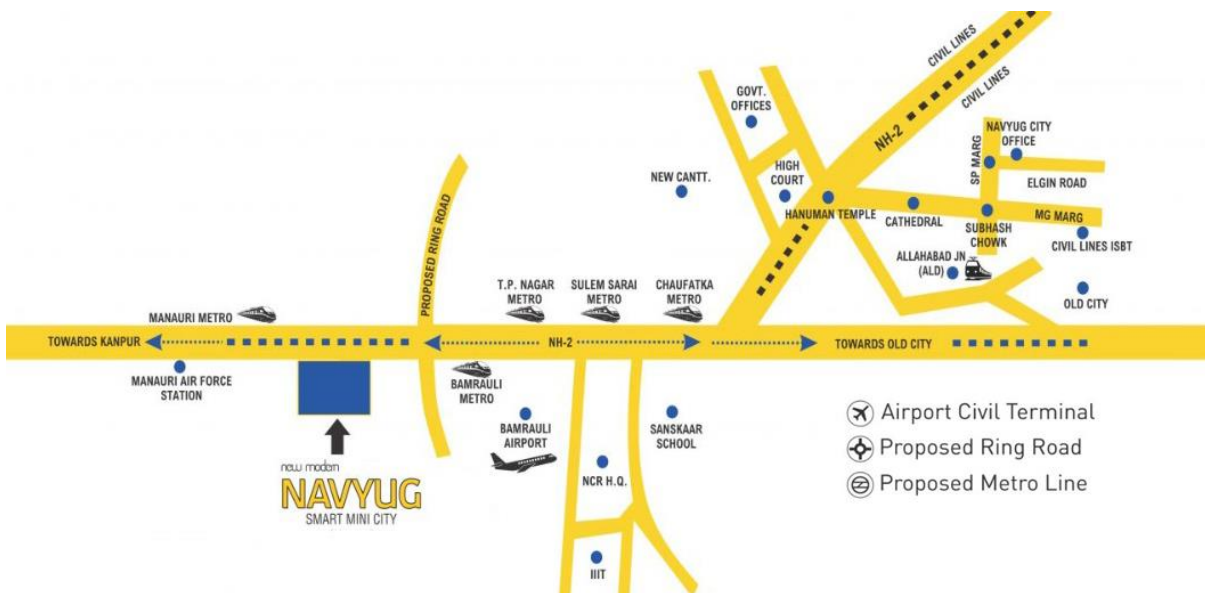 CIVIL LINES
CIVIL LINES
NH-2
GOVT.
OFFICES
NAVYUG CITY
OFFICE
SP MARG
HIGH
COURT
NEW CANTT.
ELGIN ROAD
HANUMAN TEMPLE
CATHEDRAL
MG MARG
SUBHASH
CHOWK
CIVIL LINES ISBT
ALLAHABAD JN
(ALD)
OLD CITY
PROPOSED RING ROAD
T.P. NAGAR
METRO
SULEM SARAI
METRO
CHAUFATKA
METRO
MANAURI METRO
TOWARDS KANPUR
NH-2
TOWARDS OLD CITY
MANAURI AIR FORCE
STATION
BAMRAULI
METRO
BAMRAULI
AIRPORT
SANSKAAR
SCHOOL
NCR H.Q.
IIIT
new modern
NAVYUG
SMART MINI CITY
Airport Civil Terminal
Proposed Ring Road
Proposed Metro Line